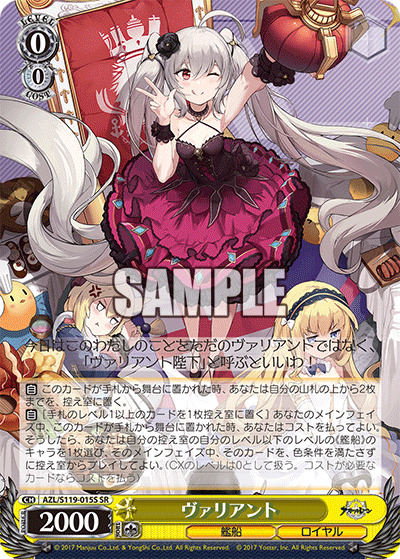 LEVEL
0
0
COST
SAMPLE
今日はこのわたしのことをただのヴァリアントではなく、
「ヴァリアント陛下」と呼ぶといいわ！
自 このカードが手札から舞台に置かれた時、あなたは自分の山札の上から2枚
までを、控え室に置く。
自 ［手札のレベル1以上のカードを1枚控え室に置く］ あなたのメインフェイ
ズ中、このカードが手札から舞台に置かれた時、あなたはコストを払ってよい。
そうしたら、あなたは自分の控え室の自分のレベル以下のレベルの《艦船》の
キャラを1枚選び、そのメインフェイズ中、そのカードを、色条件を満たさず
に控え室からプレイしてよい。（CXのレベルは0として扱う。コストが必要な
カードならコストは払う）
CH AZL/S119-015S SR
ヴァリアント
2000
艦船
ロイヤル
アズールレーン
© 2017 Manjuu Co.,Ltd. & YongShi Co.,Ltd. All Rights Reserved. © 2017 Yostar, Inc. All Rights Reserved.